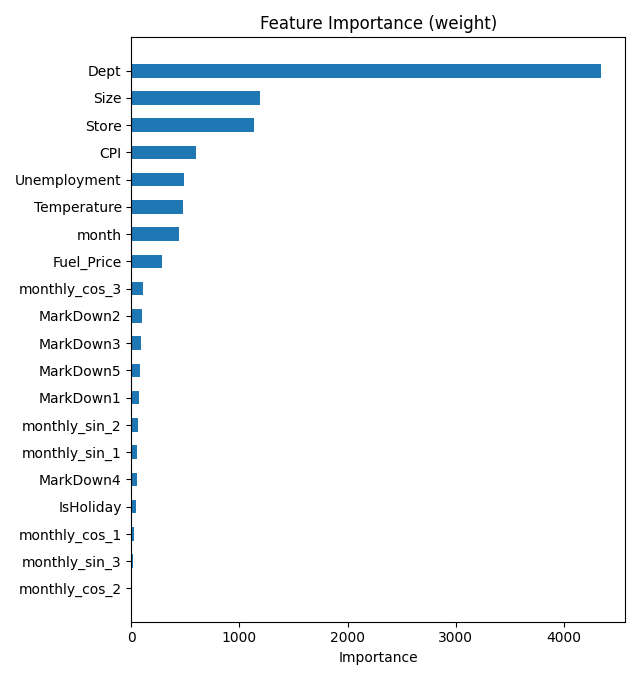 Feature Importance (weight)
Dept
Size
Store
CPI
Unemployment
Temperature
month
Fuel_Price
monthly_cos_3
MarkDown2
MarkDown3
MarkDown5
MarkDown1
monthly_sin_2
monthly_sin_1
MarkDown4
IsHoliday
monthly_cos_1
monthly_sin_3
monthly_cos_2
0 1000 2000 3000 4000
Importance